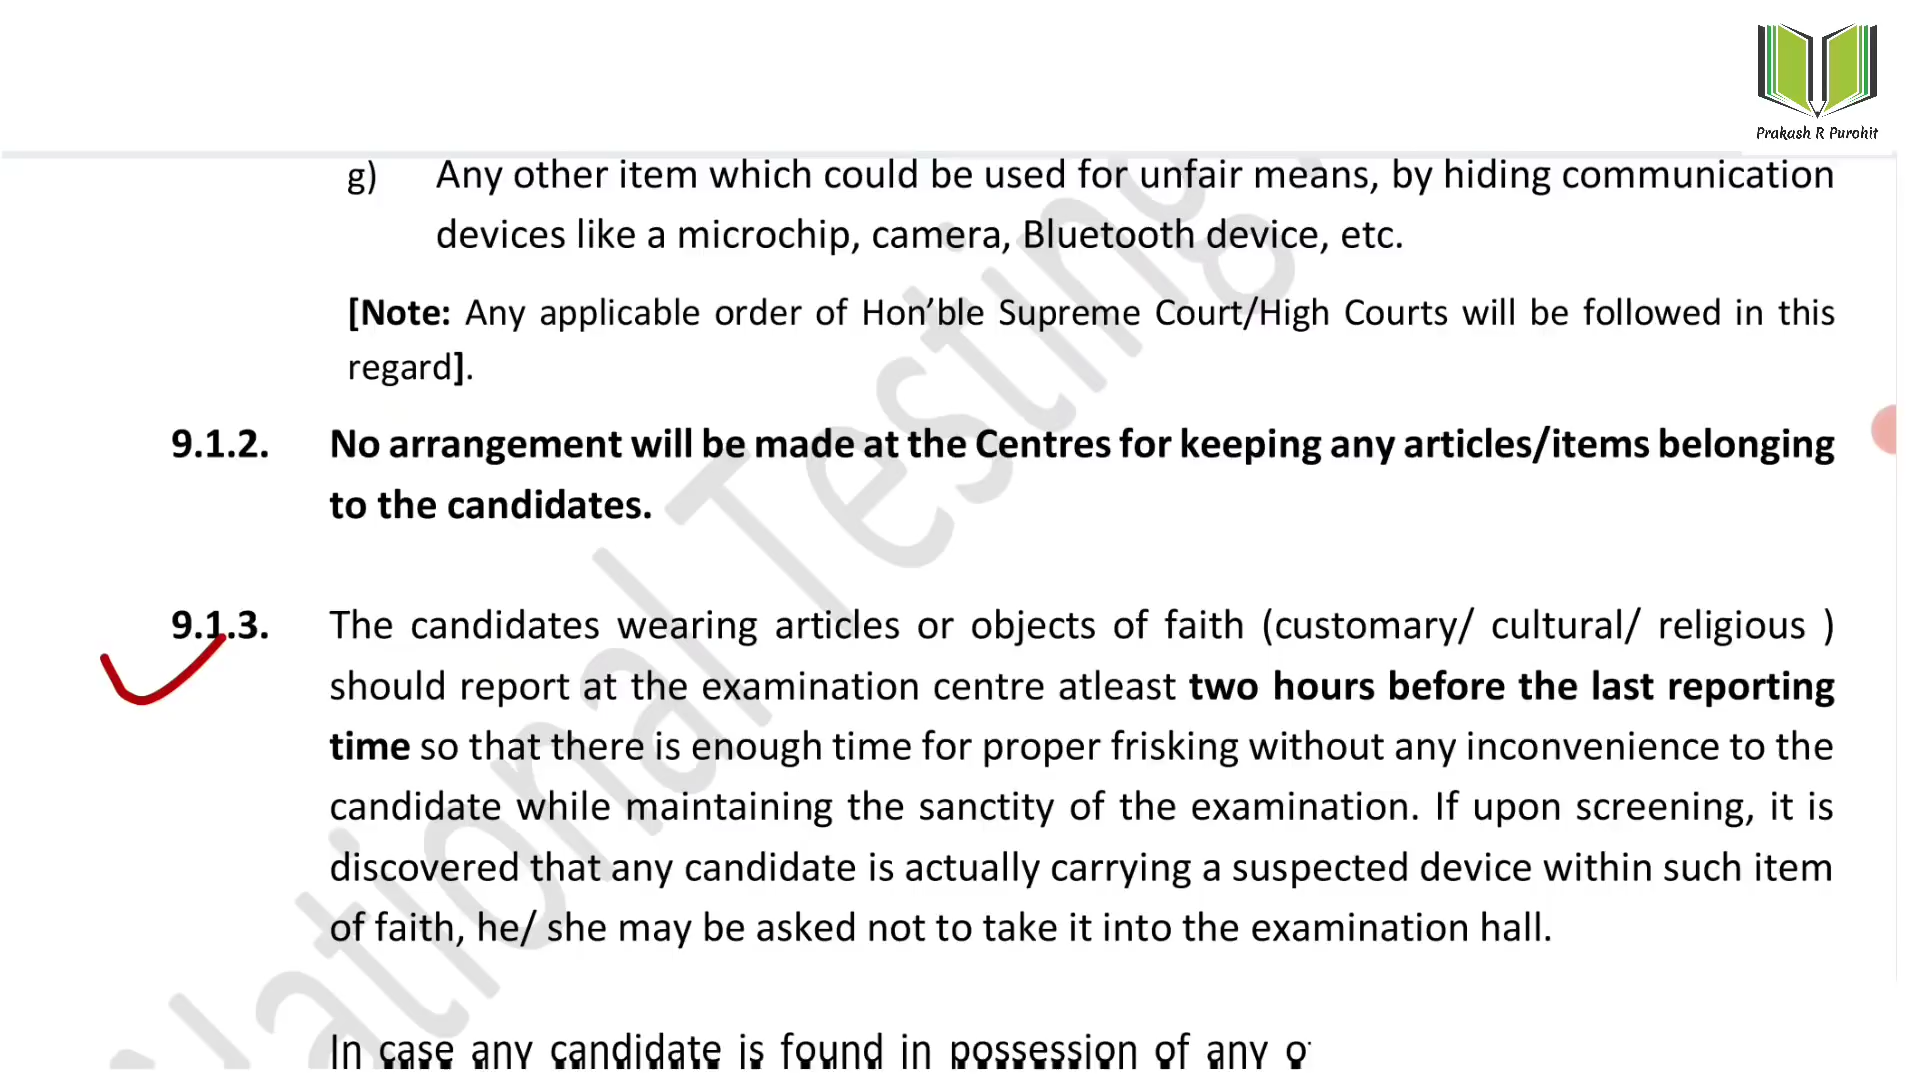 Prakash R Purohit
g) Any other item which could be used for unfair means, by hiding communication
devices like a microchip, camera, Bluetooth device, etc.
[Note: Any applicable order of Hon’ble Supreme Court/High Courts will be followed in this
regard].
9.1.2. No arrangement will be made at the Centres for keeping any articles/items belonging
to the candidates.
9.1.3. The candidates wearing articles or objects of faith (customary/ cultural/ religious )
should report at the examination centre atleast two hours before the last reporting
time so that there is enough time for proper frisking without any inconvenience to the
candidate while maintaining the sanctity of the examination. If upon screening, it is
discovered that any candidate is actually carrying a suspected device within such item
of faith, he/ she may be asked not to take it into the examination hall.
In case any candidate is found in possession of any
National Testing